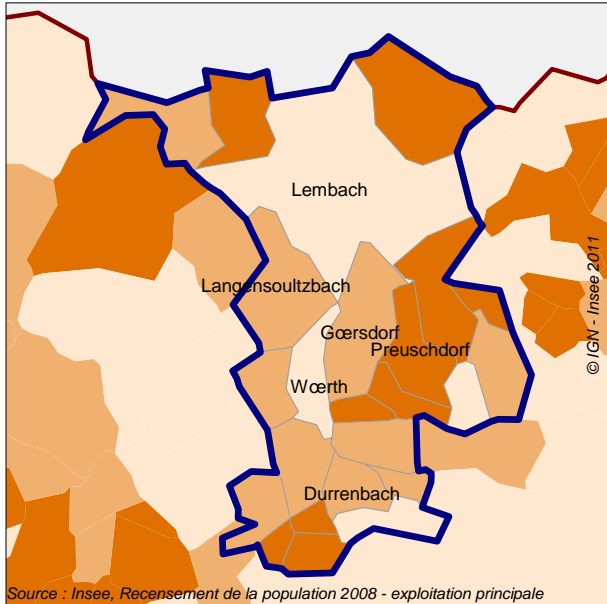 Lembach
Langensoultzbach
Gœrsdorf
Preuschdorf
Wœrth
Durrenbach
© IGN - Insee 2011
Source : Insee, Recensement de la population 2008 - exploitation principale